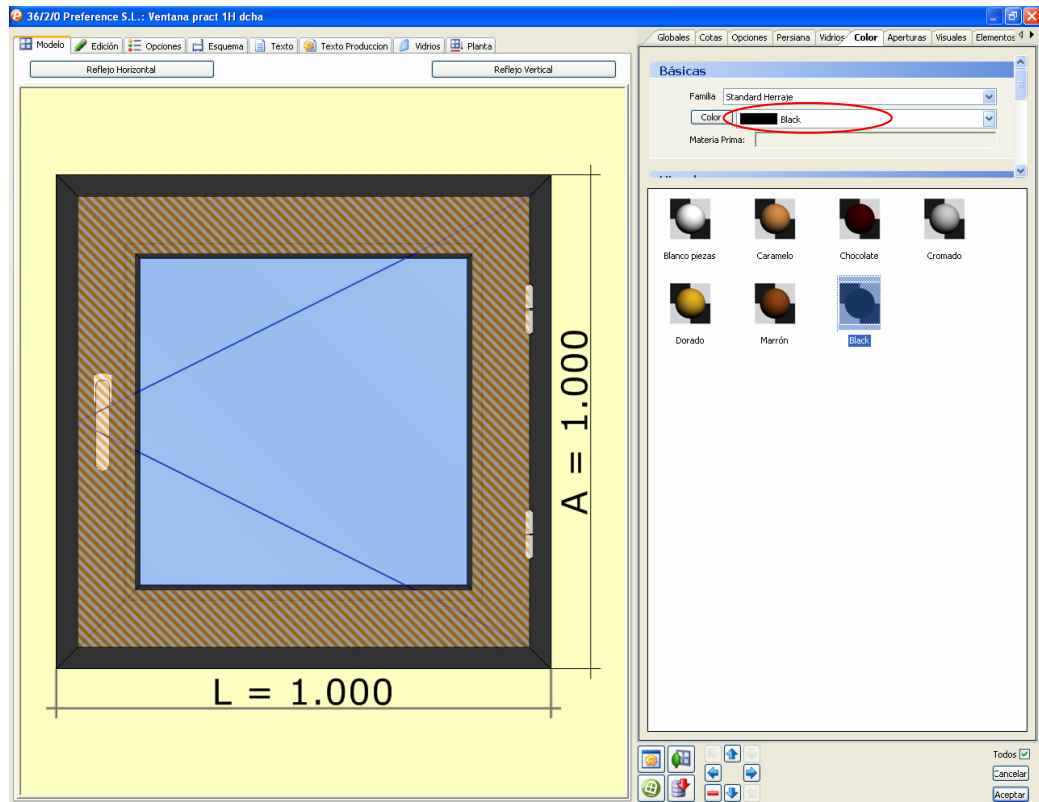 36/2/0 Preference S.L.: Ventana pract 1H dcha
Modelo Edición Opciones Esquema Texto Texto Produccion Vidrios Planta
Reflejo Horizontal Reflejo Vertical
A = 1.000
L = 1.000
Globales Cotas Opciones Persiana Vidrios Color Aperturas Visuales Elementos
Básicas
Familia Standard Herraje
Color Black
Materia Prima:
Blanco piezas Caramelo Chocolate Cromado
Dorado Marrón Black
Todos
Cancelar
Aceptar